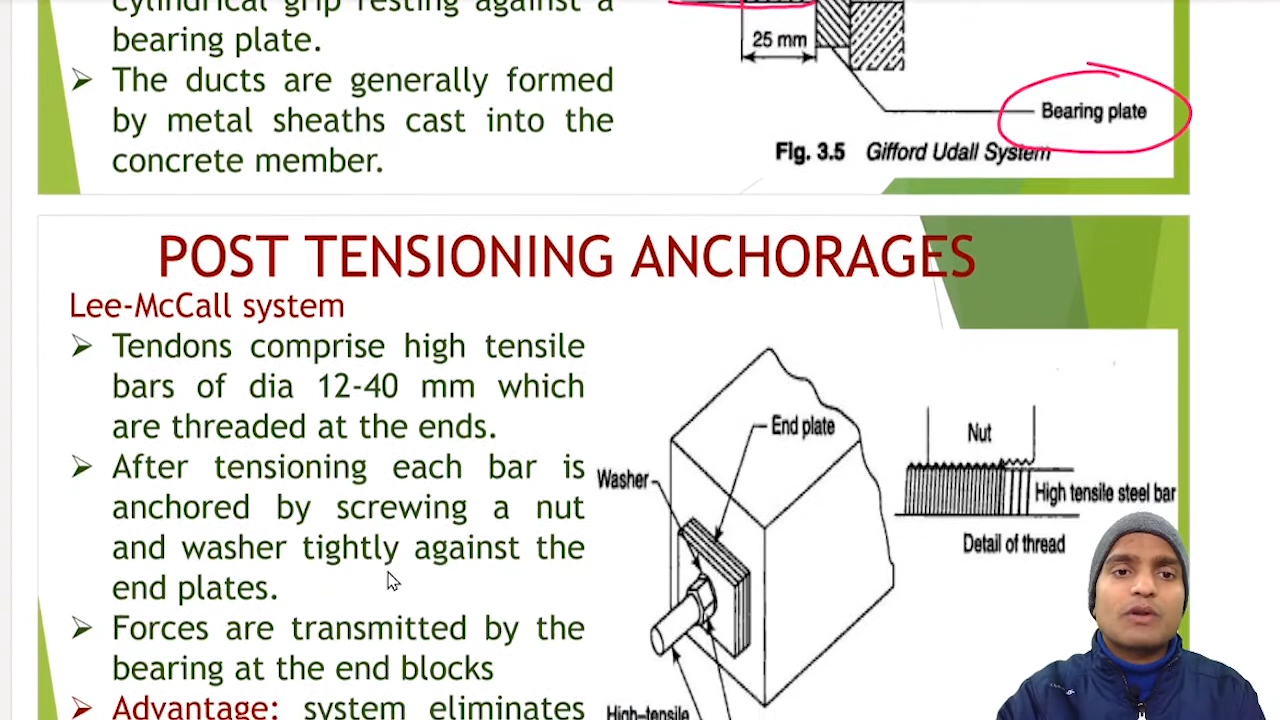 cylindrical grip resting against a
bearing plate.
➢ The ducts are generally formed
by metal sheaths cast into the
concrete member.
25 mm
Bearing plate
Fig. 3.5 Gifford Udall System
POST TENSIONING ANCHORAGES
Lee-McCall system
➢ Tendons comprise high tensile
bars of dia 12-40 mm which
are threaded at the ends.
➢ After tensioning each bar is
anchored by screwing a nut
and washer tightly against the
end plates.
➢ Forces are transmitted by the
bearing at the end blocks
➢ Advantage: system eliminates
End plate
Washer
Nut
High tensile steel bar
Detail of thread
High-tensile